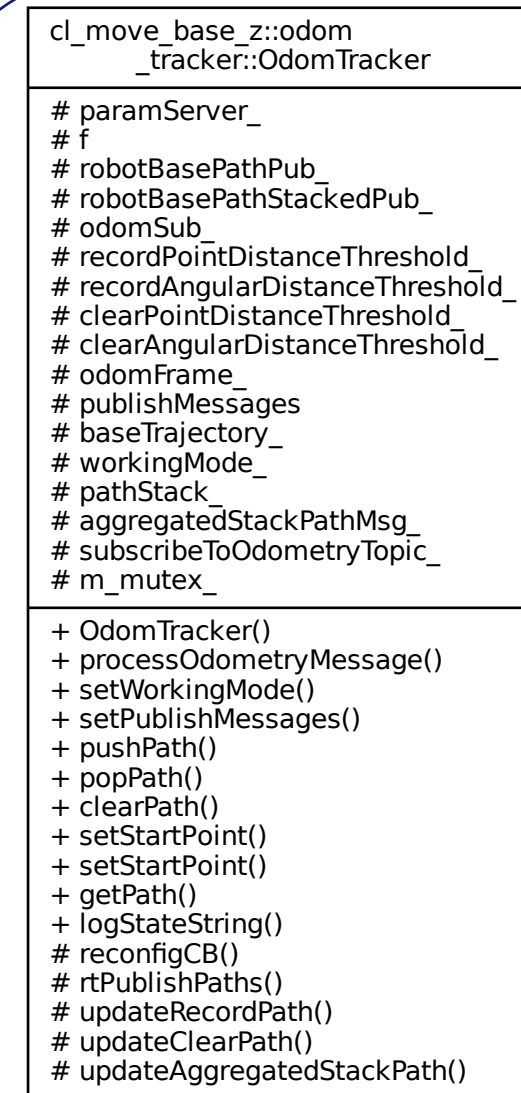 cl_move_base_z::odom
_tracker::OdomTracker
# paramServer_
# f
# robotBasePathPub_
# robotBasePathStackedPub_
# odomSub_
# recordPointDistanceThreshold_
# recordAngularDistanceThreshold_
# clearPointDistanceThreshold_
# clearAngularDistanceThreshold_
# odomFrame_
# publishMessages
# baseTrajectory_
# workingMode_
# pathStack_
# aggregatedStackPathMsg_
# subscribeToOdometryTopic_
# m_mutex_
+ OdomTracker()
+ processOdometryMessage()
+ setWorkingMode()
+ setPublishMessages()
+ pushPath()
+ popPath()
+ clearPath()
+ setStartPoint()
+ setStartPoint()
+ getPath()
+ logStateString()
# reconfigCB()
# rtPublishPaths()
# updateRecordPath()
# updateClearPath()
# updateAggregatedStackPath()